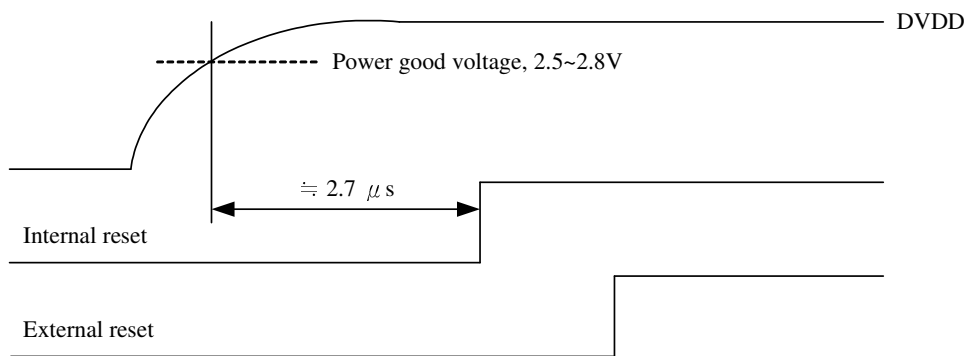 DVDD
Power good voltage, 2.5~2.8V
≒ 2.7 μs
Internal reset
External reset